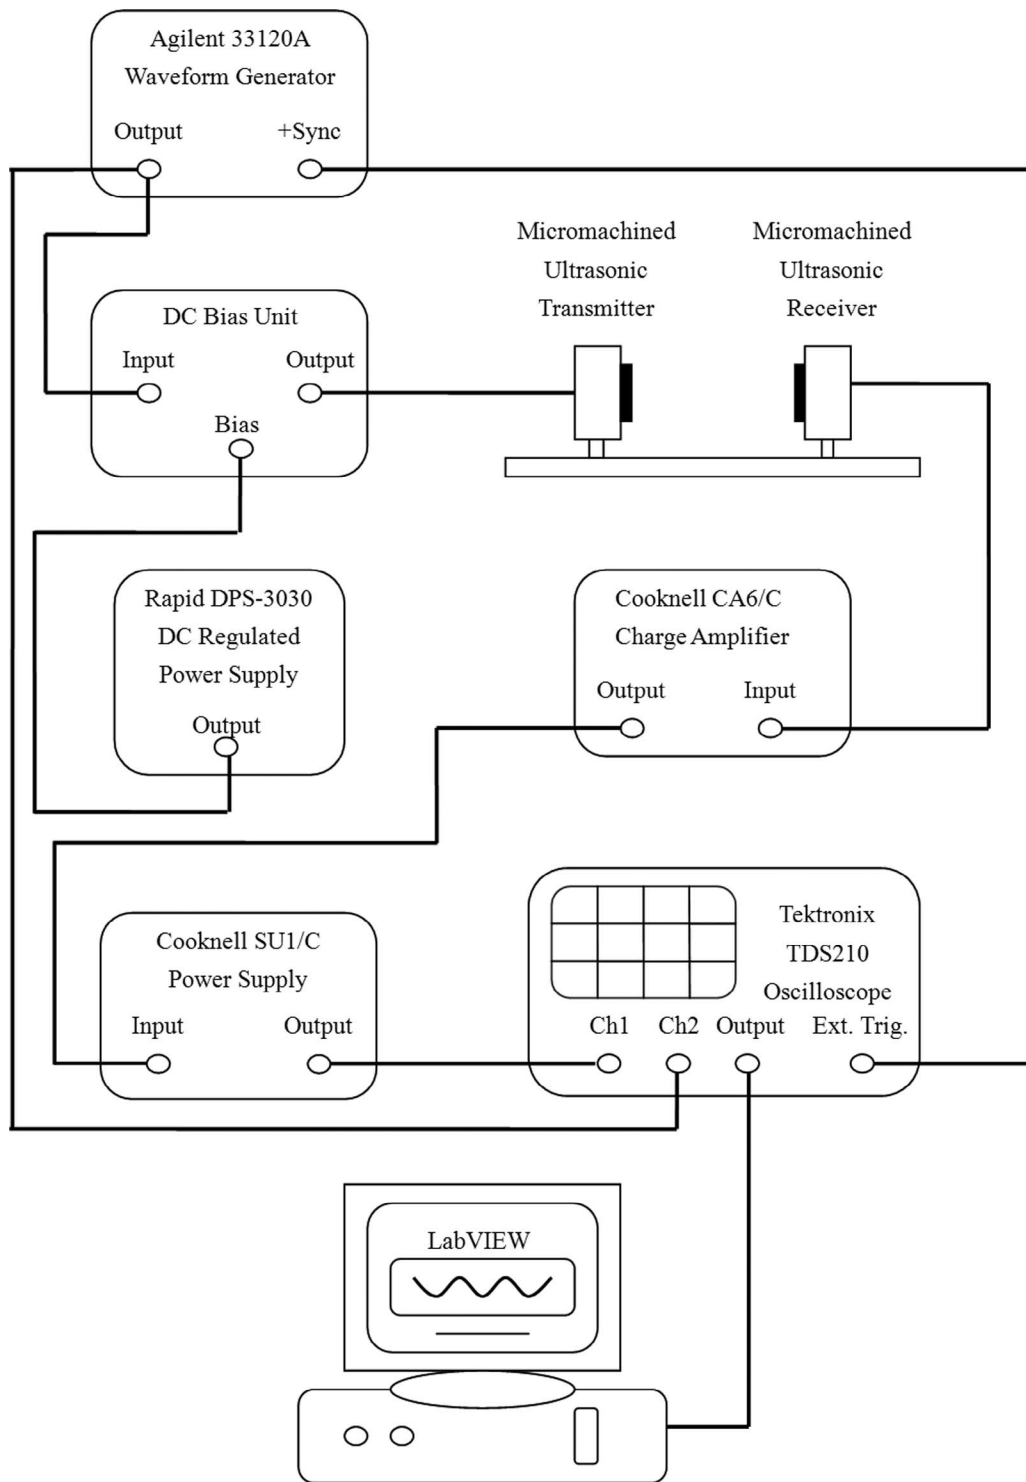 Agilent 33120A
Waveform Generator
Output +Sync
Micromachined
Ultrasonic
Transmitter
Micromachined
Ultrasonic
Receiver
DC Bias Unit
Input Output
Bias
Rapid DPS-3030
DC Regulated
Power Supply
Output
Cooknell CA6/C
Charge Amplifier
Output Input
Cooknell SU1/C
Power Supply
Input Output
Tektronix
TDS210
Oscilloscope
Ch1 Ch2 Output Ext. Trig.
LabVIEW